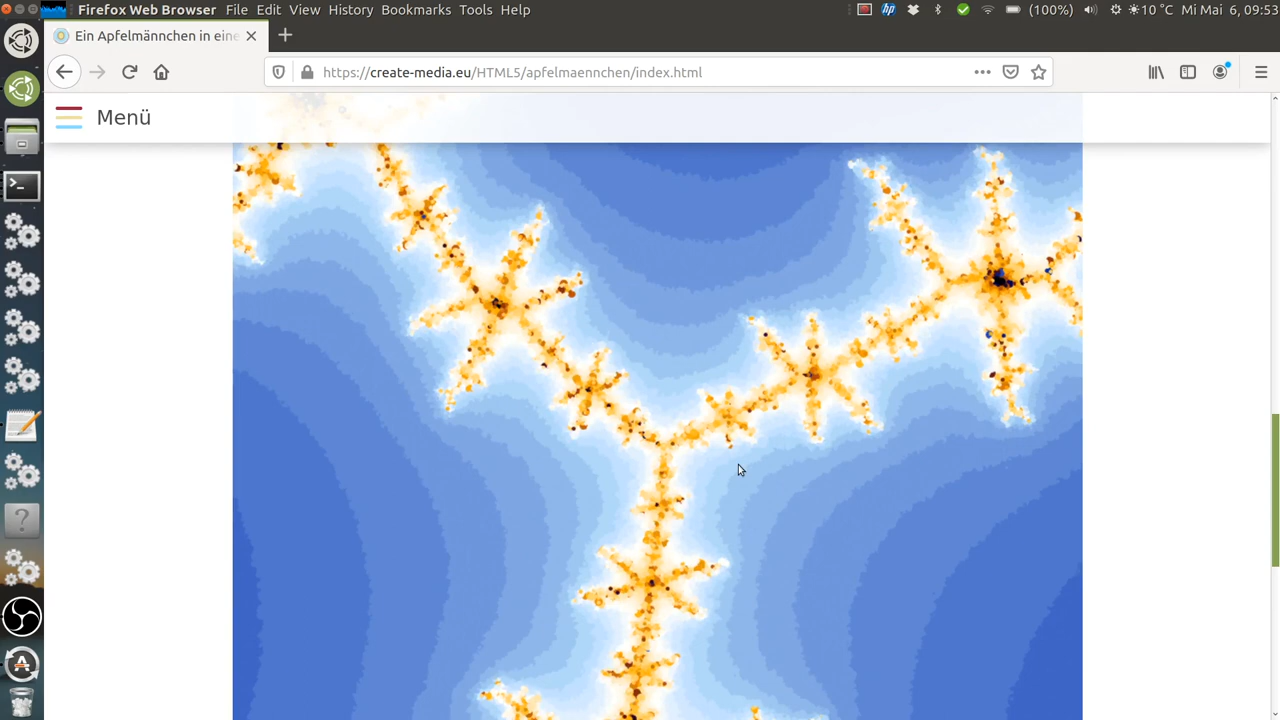 Firefox Web Browser File Edit View History Bookmarks Tools Help hp (100%) 10 °C Mi Mai 6, 09:53
Ein Apfelmännchen in eine
https://create-media.eu/HTML5/apfelmaennchen/index.html
Menü